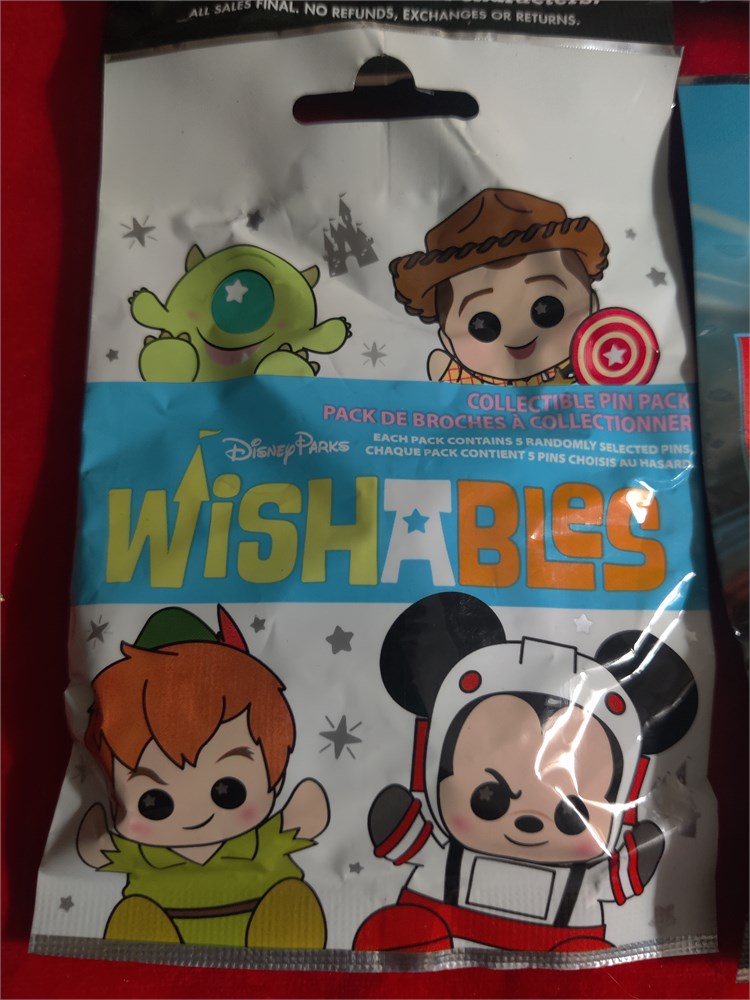 ALL SALES FINAL. NO REFUNDS, EXCHANGES OR RETURNS.
COLLECTIBLE PIN PACK
PACK DE BROCHES À COLLECTIONNER
EACH PACK CONTAINS 5 RANDOMLY SELECTED PINS.
CHAQUE PACK CONTIENT 5 PINS CHOISIS AU HASARD
Disney Parks
WiSHABLeS